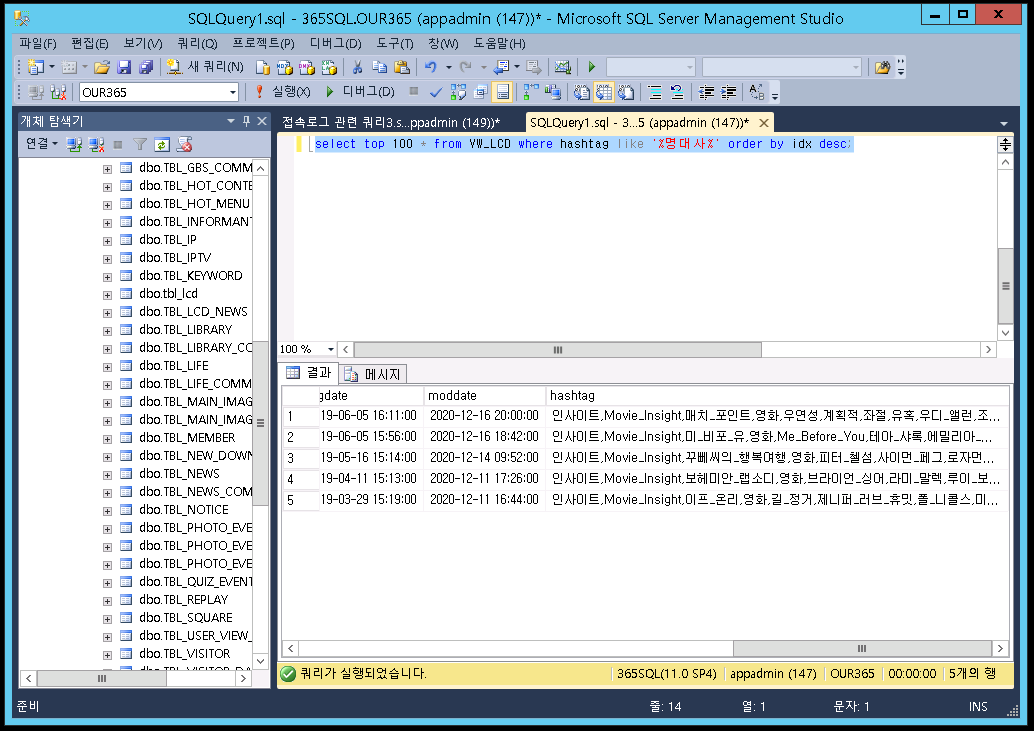 SQLQuery1.sql - 365SQL.OUR365 (appadmin (147))* - Microsoft SQL Server Management Studio
파일(F) 편집(E) 보기(V) 쿼리(Q) 프로젝트(P) 디버그(D) 도구(T) 창(W) 도움말(H)
새 쿼리(N)
OUR365 실행(X) 디버그(D)
개체 탐색기
연결
dbo.TBL_GBS_COMM
dbo.TBL_HOT_CONTE
dbo.TBL_HOT_MENU
dbo.TBL_INFORMANT
dbo.TBL_IP
dbo.TBL_IPTV
dbo.TBL_KEYWORD
dbo.tbl_lcd
dbo.TBL_LCD_NEWS
dbo.TBL_LIBRARY
dbo.TBL_LIBRARY_CO
dbo.TBL_LIFE
dbo.TBL_LIFE_COMM
dbo.TBL_MAIN_IMAG
dbo.TBL_MAIN_IMAG
dbo.TBL_MEMBER
dbo.TBL_NEW_DOWN
dbo.TBL_NEWS
dbo.TBL_NEWS_COM
dbo.TBL_NOTICE
dbo.TBL_PHOTO_EVE
dbo.TBL_PHOTO_EVE
dbo.TBL_PHOTO_EVE
dbo.TBL_QUIZ_EVENT
dbo.TBL_REPLAY
dbo.TBL_SQUARE
dbo.TBL_USER_VIEW_
dbo.TBL_VISITOR
접속로그 관련 쿼리3.s...ppadmin (149))* SQLQuery1.sql - 3...5 (appadmin (147))*
select top 100 * from VW_LCD where hashtag like '%명대사%' order by idx desc;
100 %
결과 메시지
gdate moddate hashtag
1 19-06-05 16:11:00 2020-12-16 20:00:00 인사이트,Movie_Insight,매치_포인트,영화,우연성,계획적,좌절,유혹,우디_앨런,조...
2 19-06-05 15:56:00 2020-12-16 18:42:00 인사이트,Movie_Insight,미_비포_유,영화,Me_Before_You,테아_샤록,에밀리아_...
3 19-05-16 15:14:00 2020-12-14 09:52:00 인사이트,Movie_Insight,꾸뻬씨의_행복여행,영화,피터_첼섬,사이먼_페그,로자먼...
4 19-04-11 15:13:00 2020-12-11 17:26:00 인사이트,Movie_Insight,보헤미안_랩소디,영화,브라이언_싱어,라미_말렉,루이_보...
5 19-03-29 15:19:00 2020-12-11 16:44:00 인사이트,Movie_Insight,이프_온리,영화,길_정거,제니퍼_러브_휴잇,폴_니콜스,미...
쿼리가 실행되었습니다. 365SQL(11.0 SP4) appadmin (147) OUR365 00:00:00 5개의 행
준비 줄: 14 열: 1 문자: 1 INS